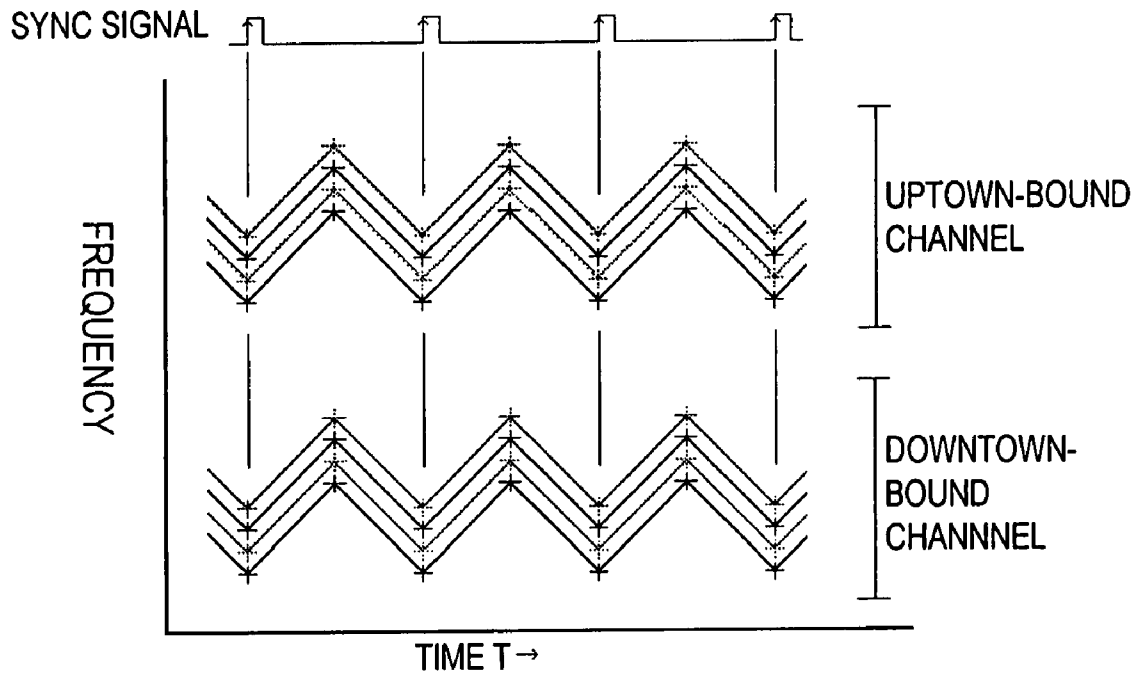 SYNC SIGNAL
FREQUENCY
UPTOWN-BOUND
CHANNEL
DOWNTOWN-
BOUND
CHANNNEL
TIME T→